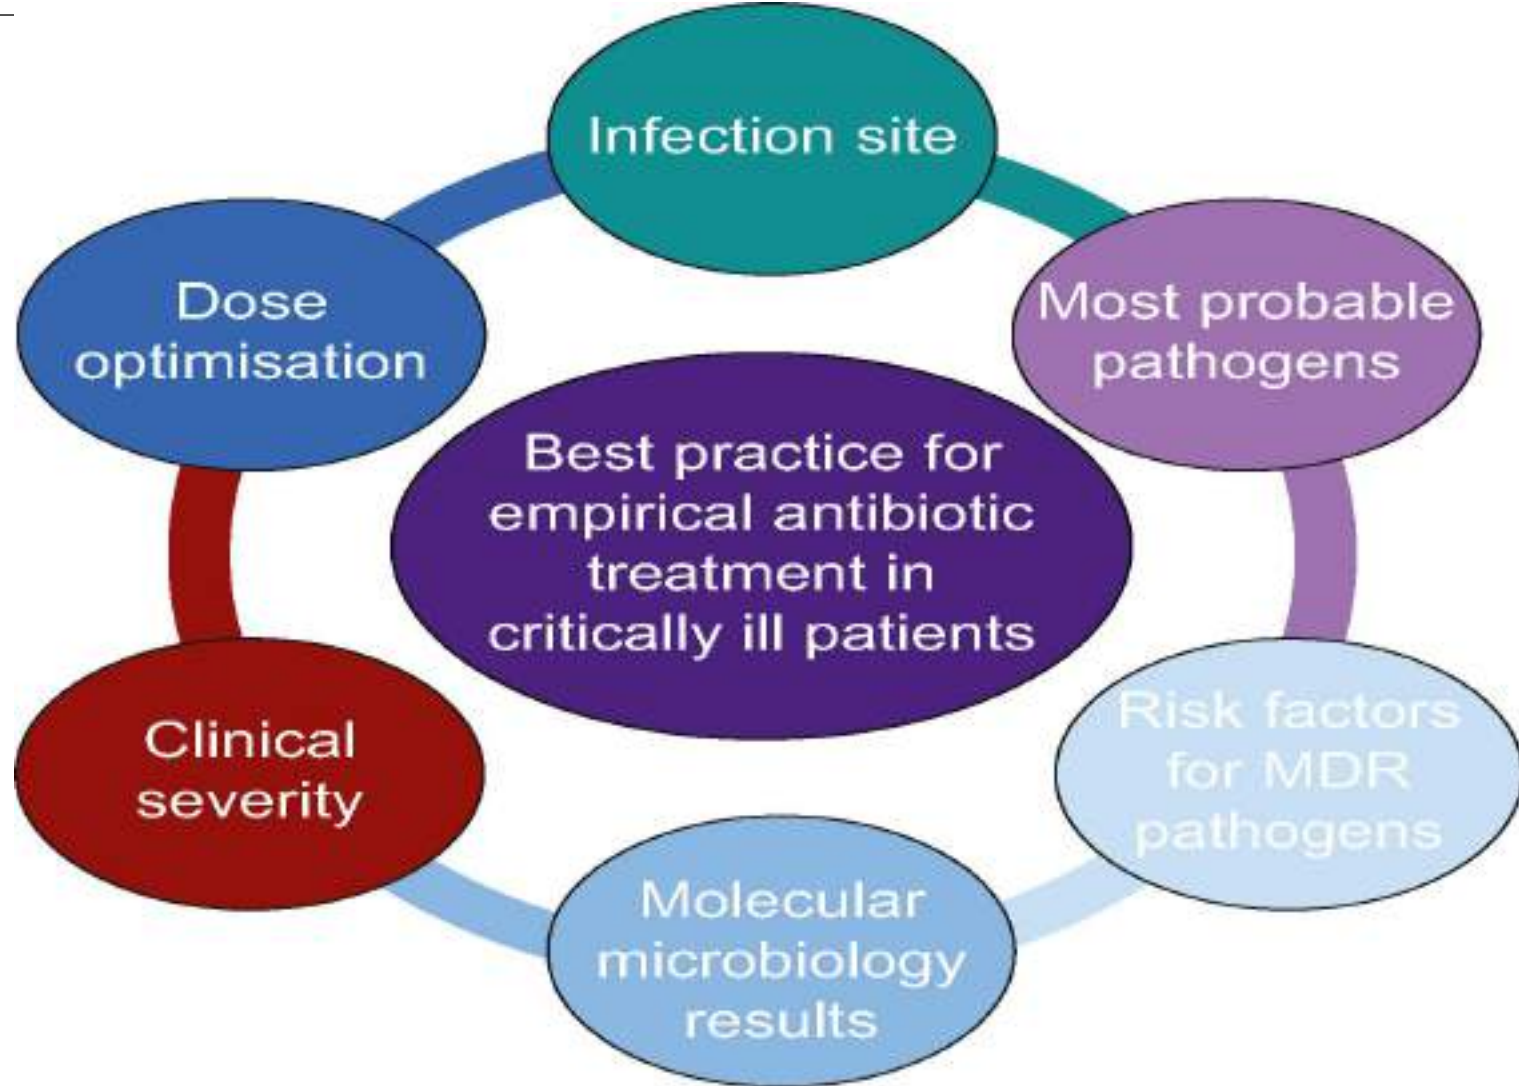 Infection site
Dose
optimisation
Most probable
pathogens
Best practice for
empirical antibiotic
treatment in
critically ill patients
Clinical
severity
Risk factors
for MDR
pathogens
Molecular
microbiology
results